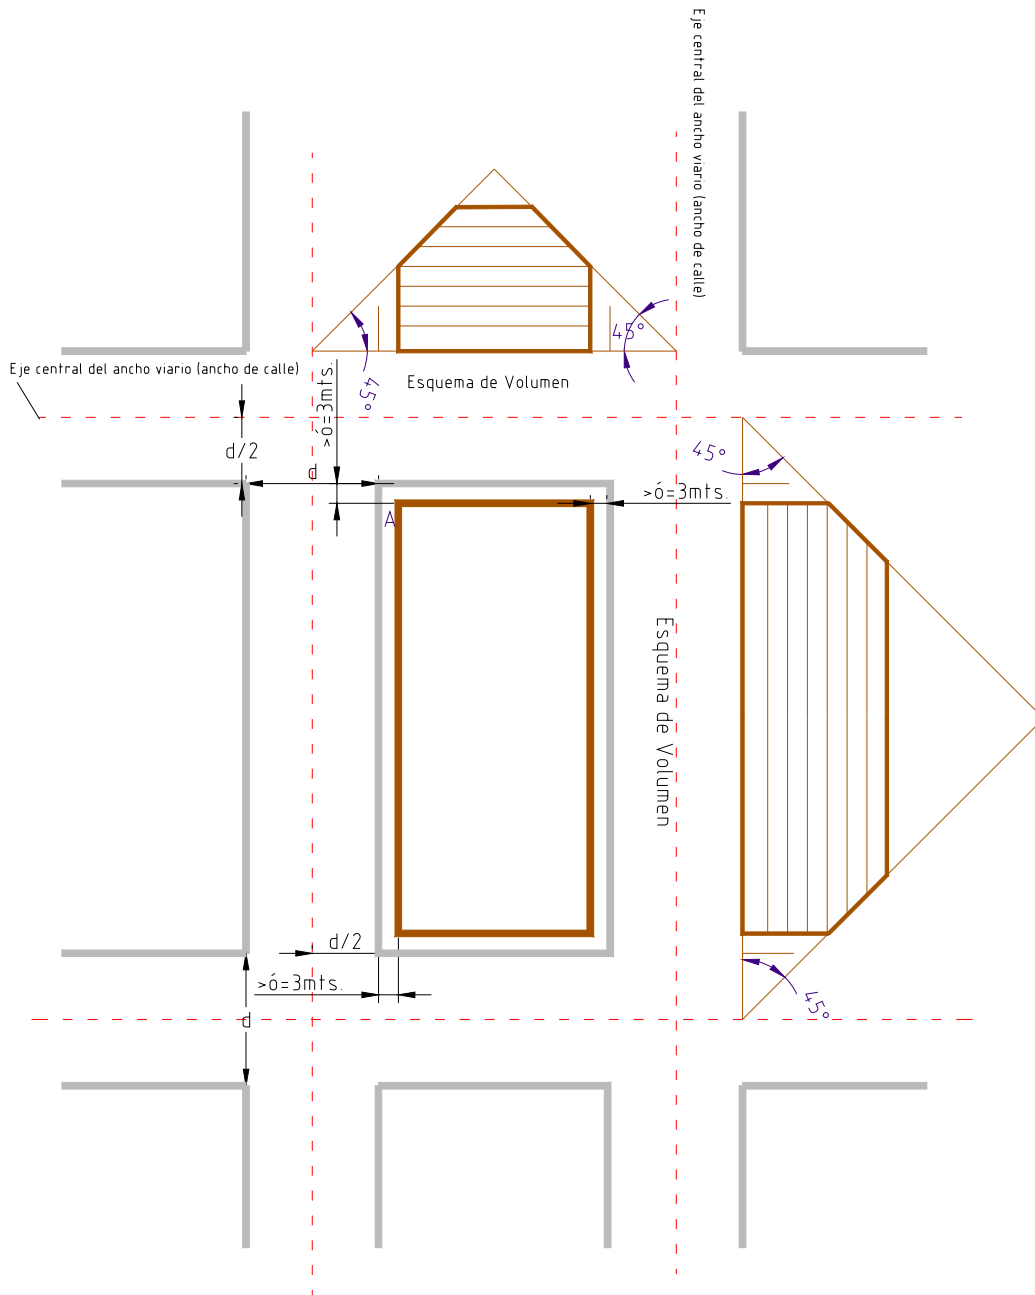 Eje central del ancho viario (ancho de calle)
45°
Eje central del ancho viario (ancho de calle)
Esquema de Volumen
45°
>ó=3mts.
d/2
d
45°
>ó=3mts.
A
Esquema de Volumen
d/2
>ó=3mts.
45°
d